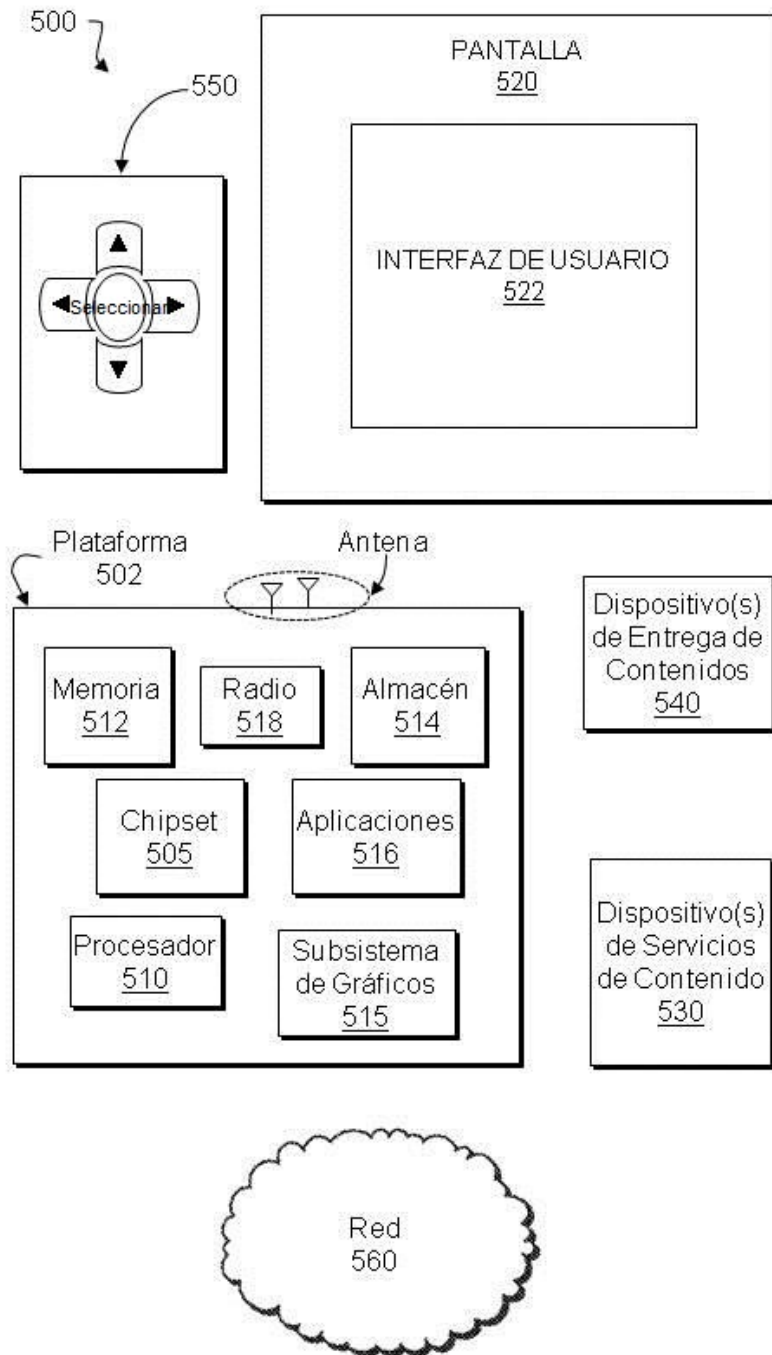 500
550
PANTALLA
520
INTERFAZ DE USUARIO
522
Seleccionar
Plataforma
502
Antena
Memoria
512
Radio
518
Almacén
514
Chipset
505
Aplicaciones
516
Procesador
510
Subsistema
de Gráficos
515
Dispositivo(s)
de Entrega de
Contenidos
540
Dispositivo(s)
de Servicios
de Contenido
530
Red
560